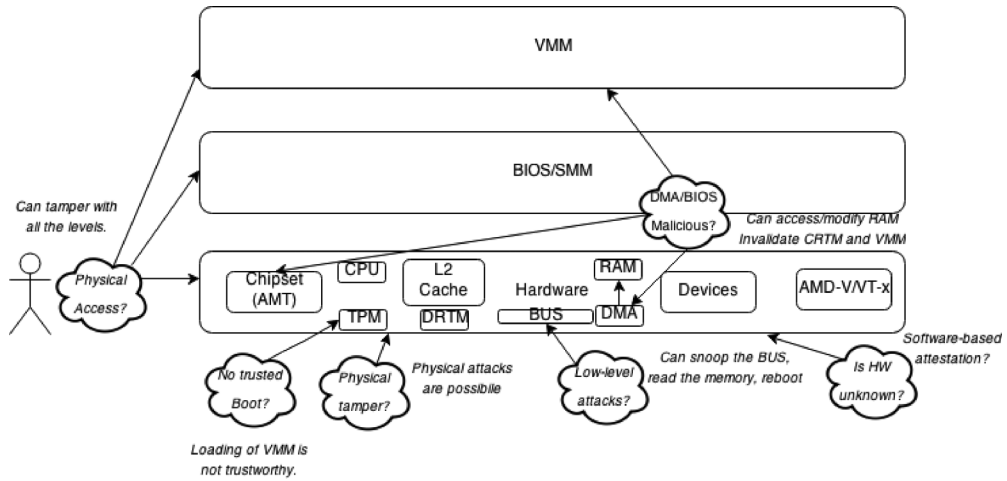 VMM
BIOS/SMM
DMA/BIOS
Malicious?
Can tamper with
all the levels.
Can access/modify RAM
Invalidate CRTM and VMM
Physical
Access?
Chipset
(AMT)
CPU
L2
Cache
Hardware
RAM
Devices
AMD-V/VT-x
TPM
DRTM
BUS
DMA
No trusted
Boot?
Physical
tamper?
Physical attacks
are possibile
Low-level
attacks?
Can snoop the BUS,
read the memory, reboot
Is HW
unknown?
Software-based
attestation?
Loading of VMM is
not trustworthy.